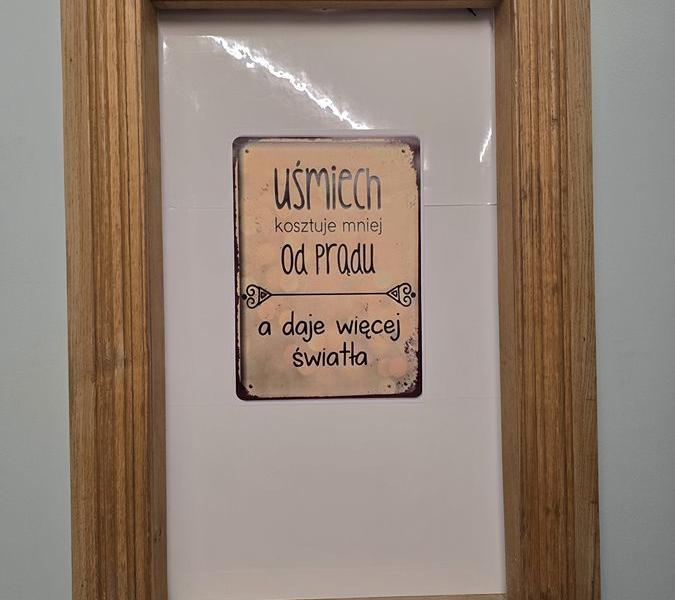 uśmiech
kosztuje mniej
od prądu
a daje więcej
światła